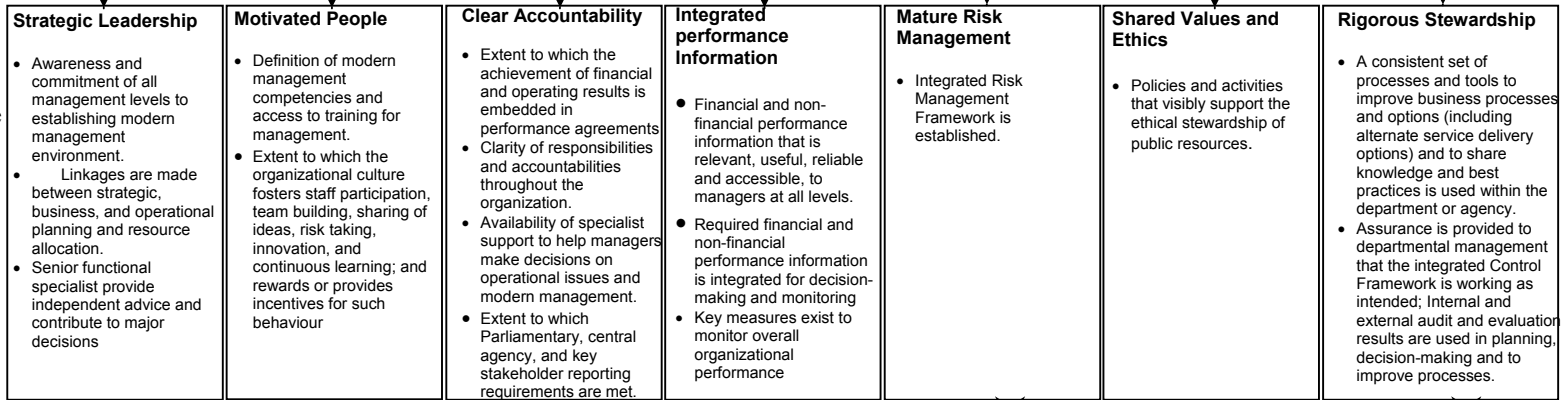 Strategic Leadership
• Awareness and
commitment of all
management levels to
establishing modern
management
environment.
• Linkages are made
between strategic,
business, and operational
planning and resource
allocation.
• Senior functional
specialist provide
independent advice and
contribute to major
decisions
Motivated People
• Definition of modern
management
competencies and
access to training for
management.
• Extent to which the
organizational culture
fosters staff participation,
team building, sharing of
ideas, risk taking,
innovation, and
continuous learning; and
rewards or provides
incentives for such
behaviour
Clear Accountability
• Extent to which the
achievement of financial
and operating results is
embedded in
performance agreements
• Clarity of responsibilities
and accountabilities
throughout the
organization.
• Availability of specialist
support to help managers
make decisions on
operational issues and
modern management.
• Extent to which
Parliamentary, central
agency, and key
stakeholder reporting
requirements are met.
Integrated
performance
Information
• Financial and non-
financial performance
information that is
relevant, useful, reliable
and accessible, to
managers at all levels.
• Required financial and
non-financial
performance information
is integrated for decision-
making and monitoring
• Key measures exist to
monitor overall
organizational
performance
Mature Risk
Management
• Integrated Risk
Management
Framework is
established.
Shared Values and
Ethics
• Policies and activities
that visibly support the
ethical stewardship of
public resources.
Rigorous Stewardship
• A consistent set of
processes and tools to
improve business processes
and options (including
alternate service delivery
options) and to share
knowledge and best
practices is used within the
department or agency.
• Assurance is provided to
departmental management
that the integrated Control
Framework is working as
intended; Internal and
external audit and evaluation
results are used in planning,
decision-making and to
improve processes.